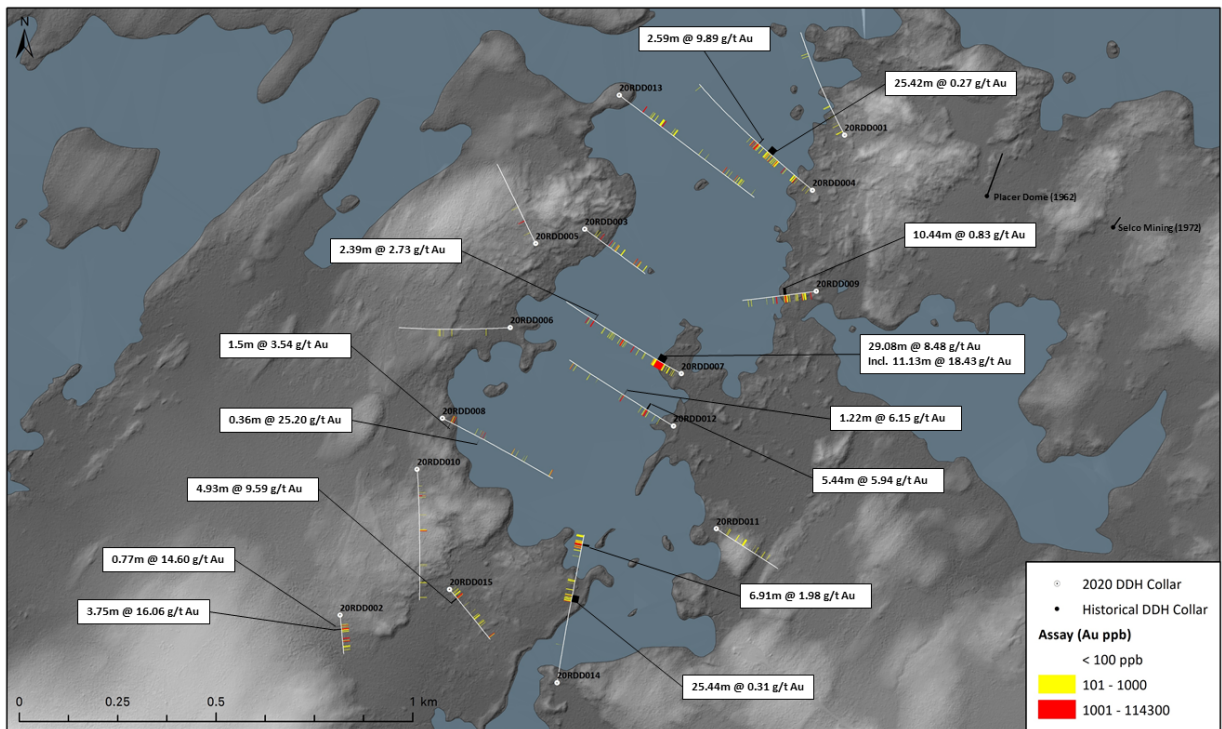 N
2.59m @ 9.89 g/t Au
25.42m @ 0.27 g/t Au
20RDD013
20RDD001
20RDD004
Placer Dome (1962)
Selco Mining (1972)
20RDD003
20RDD005
10.44m @ 0.83 g/t Au
2.39m @ 2.73 g/t Au
20RDD009
20RDD006
1.5m @ 3.54 g/t Au
29.08m @ 8.48 g/t Au
Incl. 11.13m @ 18.43 g/t Au
20RDD007
0.36m @ 25.20 g/t Au
20RDD008
20RDD012
1.22m @ 6.15 g/t Au
20RDD010
5.44m @ 5.94 g/t Au
4.93m @ 9.59 g/t Au
20RDD011
0.77m @ 14.60 g/t Au
20RDD015
6.91m @ 1.98 g/t Au
3.75m @ 16.06 g/t Au
20RDD002
20RDD014
25.44m @ 0.31 g/t Au
0 0.25 0.5 1 km
2020 DDH Collar
Historical DDH Collar
Assay (Au ppb)
< 100 ppb
101 - 1000
1001 - 114300